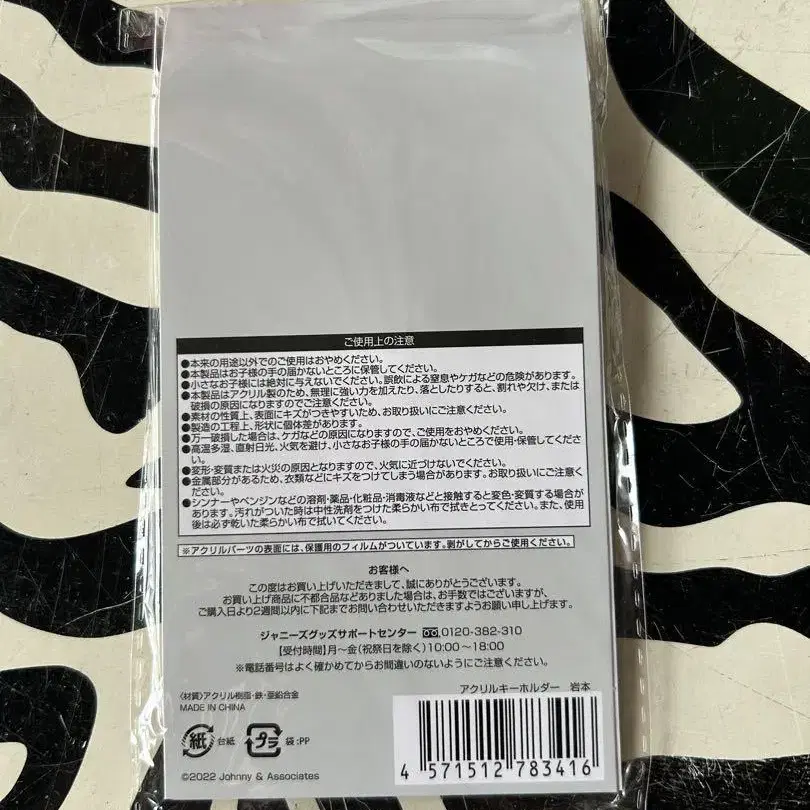 ご使用上の注意
●本来の用途以外でのご使用はおやめください。
●本製品はお子様の手の届かないところに保管してください。
●小さなお子様には絶対に与えないでください。誤飲による窒息やケガなどの危険があります。
●本製品はアクリル製のため、無理に強い力を加えたり、落としたりすると、割れや欠け、または
破損の原因になりますのでご注意ください。
●素材の性質上、表面にキズがつきやすいため、お取り扱いにご注意ください。
●製造の工程上、形状に個体差があります。
●万一破損した場合は、ケガなどの原因になりますので、ご使用をおやめください。
●高温多湿、直射日光、火気を避け、小さなお子様の手の届かないところで使用・保管してくださ
い。
●変形・変質または火災の原因となりますので、火気に近づけないでください。
●金属部分があるため、衣類などにキズをつけてしまう場合があります。お取り扱いにご注意く
ださい。
●シンナーやベンジンなどの溶剤・薬品・化粧品・消毒液などと接触すると変色・変質する場合が
あります。汚れがついた時は中性洗剤をつけた柔らかい布で拭きとってください。また、使用
後は必ず乾いた柔らかい布で拭いてください。
※アクリルパーツの表面には、保護用のフィルムがついています。剥がしてからご使用ください。
お客様へ
この度はお買い上げいただきまして、誠にありがとうございます。
お買い上げ商品に不都合品などありました場合は、お手数ではございますが、
ご購入日より2週間以内に下記までお問い合わせいただきますようお願い申し上げます。
ジャニーズグッズサポートセンター 0120-382-310
【受付時間】月～金(祝祭日を除く)10:00～18:00
※電話番号はよく確かめてからお間違いのないようにご注意ください。
アクリルキーホルダー 岩本
〈材質〉アクリル樹脂・鉄・亜鉛合金
MADE IN CHINA
紙 台紙 プラ 袋:PP
4 571512 783416
©2022 Johnny & Associates